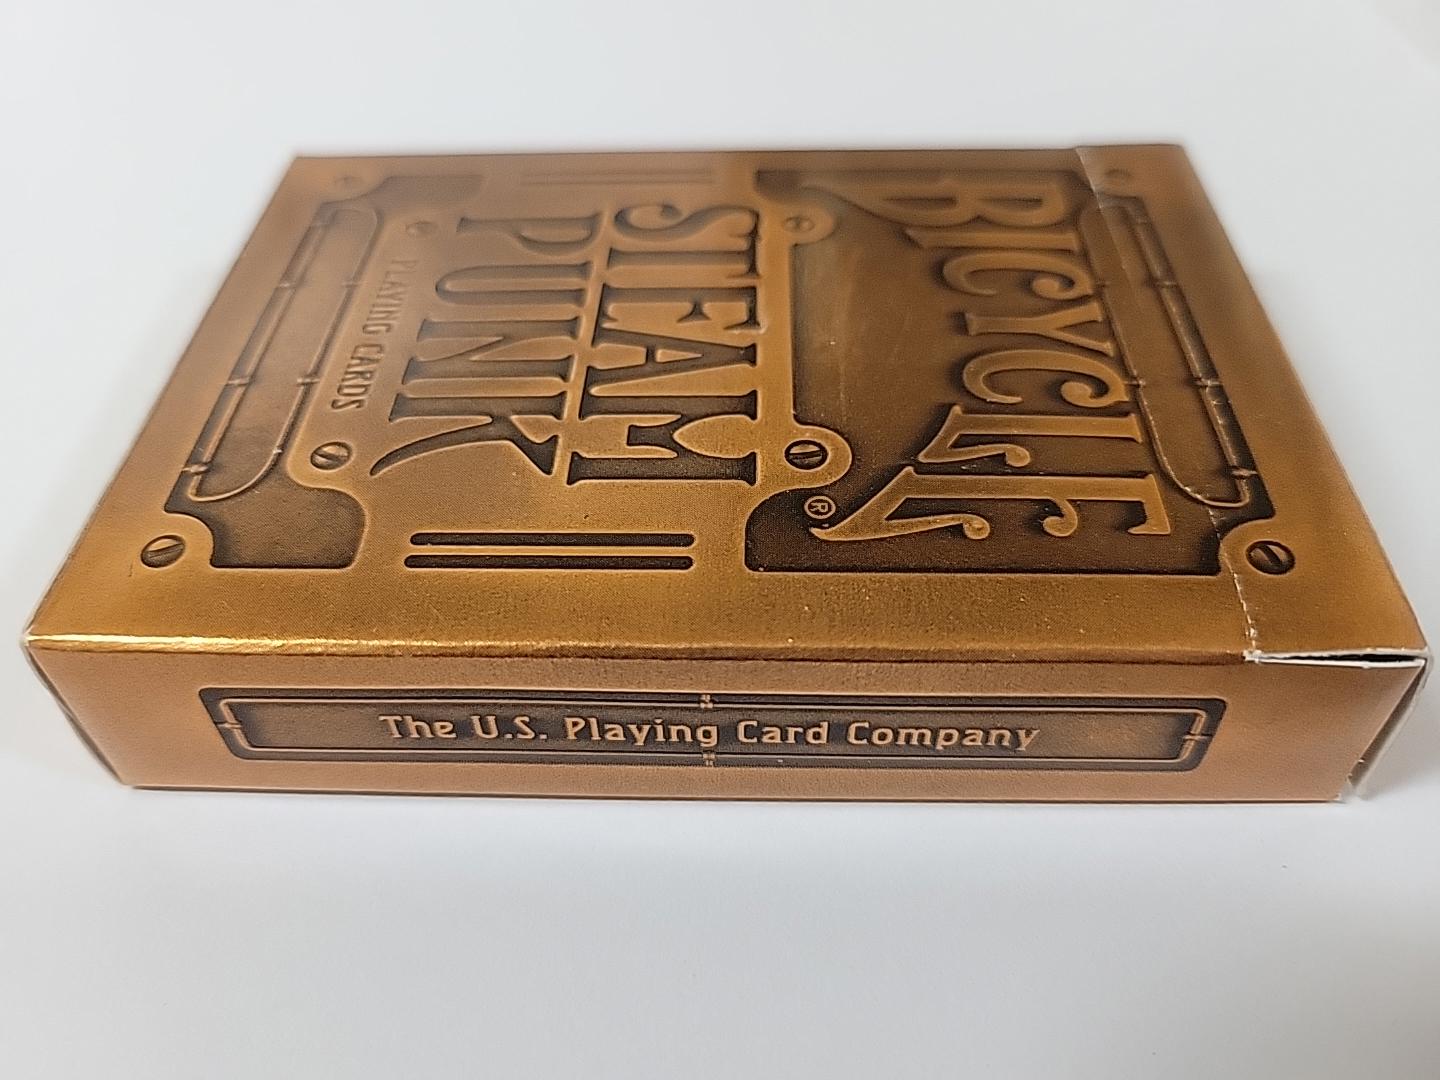 BICYCLE®
STEAM
PUNK
PLAYING CARDS
The U.S. Playing Card Company